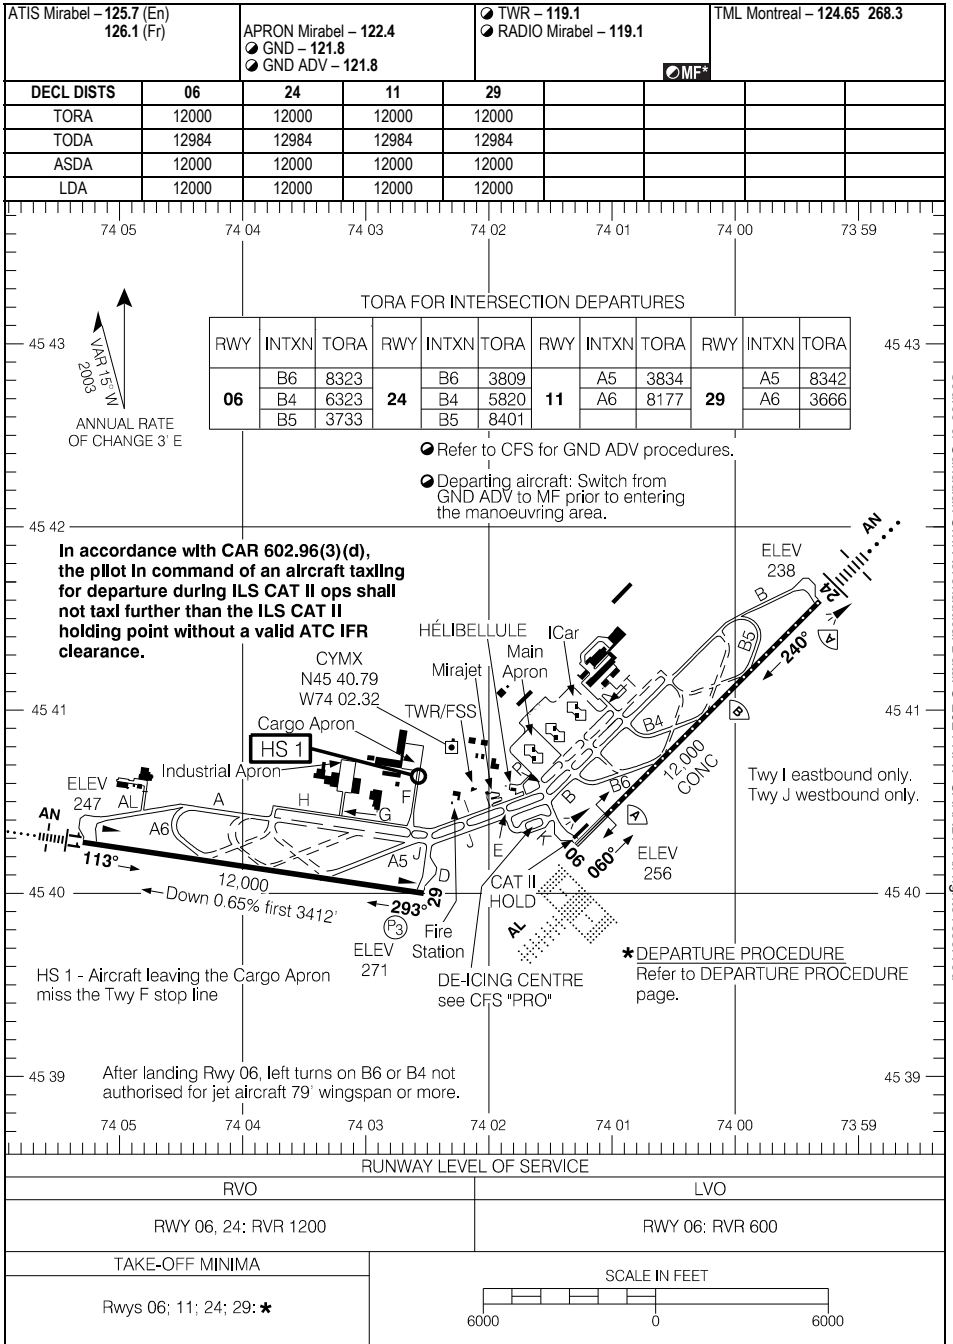 ATIS Mirabel – 125.7 (En)
126.1 (Fr)
APRON Mirabel – 122.4
GND – 121.8
GND ADV – 121.8
TWR – 119.1
RADIO Mirabel – 119.1
MF*
TML Montreal – 124.65 268.3
DECL DISTS 06 24 11 29
TORA 12000 12000 12000 12000
TODA 12984 12984 12984 12984
ASDA 12000 12000 12000 12000
LDA 12000 12000 12000 12000
74 05 74 04 74 03 74 02 74 01 74 00 73 59
TORA FOR INTERSECTION DEPARTURES
RWY INTXN TORA RWY INTXN TORA RWY INTXN TORA RWY INTXN TORA
06 B6 8323 24 B6 3809 11 A5 3834 29 A5 8342
B4 6323 B4 5820 A6 8177 A6 3666
B5 3733 B5 8401
45 43 45 43
VAR 15° W
2003
ANNUAL RATE
OF CHANGE 3' E
Refer to CFS for GND ADV procedures.
Departing aircraft: Switch from
GND ADV to MF prior to entering
the manoeuvring area.
45 42
In accordance with CAR 602.96(3)(d),
the pilot in command of an aircraft taxiing
for departure during ILS CAT II ops shall
not taxi further than the ILS CAT II
holding point without a valid ATC IFR
clearance.
AN
ELEV
238
24
B
B5
240°
A
HÉLIBELLULE
ICar
Main
Apron
Mirajet
CYMX
N45 40.79
W74 02.32
TWR/FSS
45 41 45 41
Cargo Apron
HS 1
Industrial Apron
B4
B
12,000
CONC
B6
A
Twy I eastbound only.
Twy J westbound only.
ELEV
247
AL
A
H
G
F
AN
A6
A5
J
J
E
K
B
D
113°
12,000
Down 0.65% first 3412'
293°
29
P3
ELEV
271
Fire
Station
CAT II
HOLD
06
060°
ELEV
256
45 40 45 40
AL
DE-ICING CENTRE
see CFS "PRO"
* DEPARTURE PROCEDURE
Refer to DEPARTURE PROCEDURE
page.
HS 1 - Aircraft leaving the Cargo Apron
miss the Twy F stop line
45 39 45 39
After landing Rwy 06, left turns on B6 or B4 not
authorised for jet aircraft 79' wingspan or more.
74 05 74 04 74 03 74 02 74 01 74 00 73 59
RUNWAY LEVEL OF SERVICE
RVO LVO
RWY 06, 24: RVR 1200 RWY 06: RVR 600
TAKE-OFF MINIMA
Rwys 06; 11; 24; 29: *
SCALE IN FEET
6000 0 6000